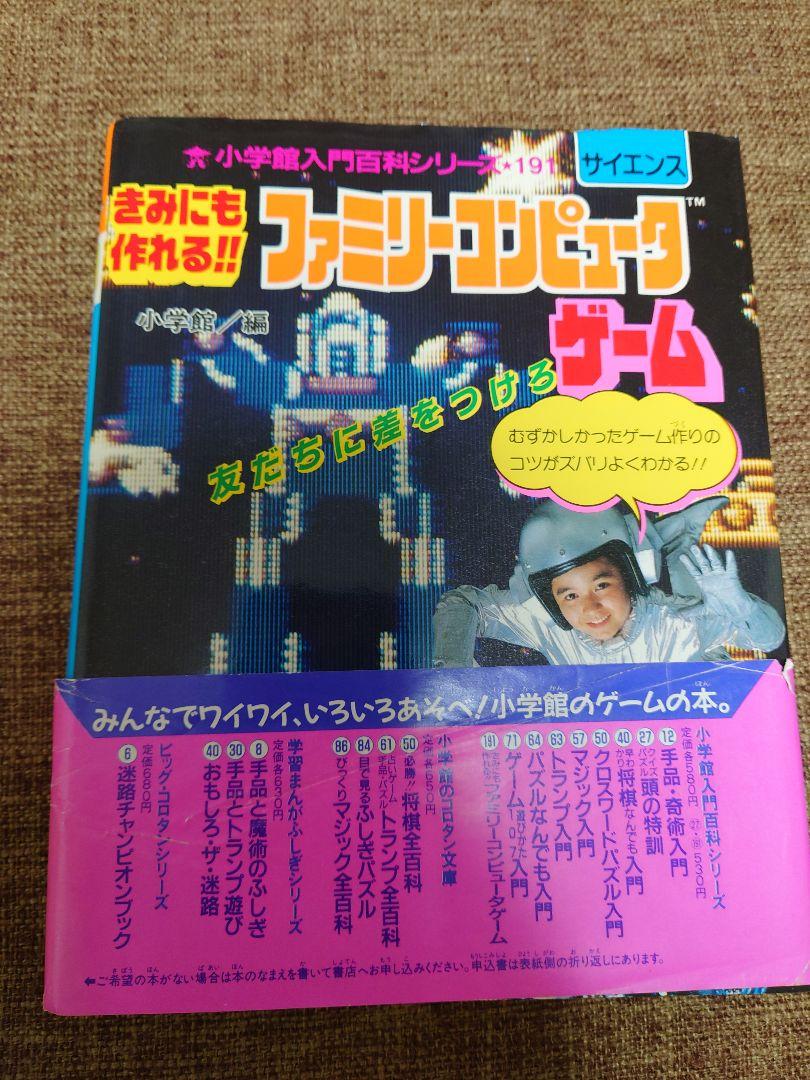 小学館入門百科シリーズ★191
サイエンス
きみにも
作れる!!
ファミリーコンピュータ™
ゲーム
小学館/編
友だちに差をつける
むずかしかったゲーム作りの
コツがズバリよくわかる!!
みんなでワイワイ、いろいろあそべ!小学館のゲームの本。
小学館入門百科シリーズ
定価各580円 ㉗・191 530円
12 手品・奇術入門
27 クイズパズル 頭の特訓
40 早わかり 将棋なんでも入門
50 クロスワードパズル入門
57 マジック入門
63 トランプ入門
64 パズルなんでも入門
71 ゲーム遊びかた107入門
191 きみにも作れる!! ファミリーコンピュータゲーム
小学館のコロタン文庫
定価各650円
50 必勝!! 将棋全百科
61 占い・ゲーム手品・パズル トランプ全百科
84 目で見るふしぎパズル
86 びっくりマジック全百科
学習まんがふしぎシリーズ
定価各630円
8 手品と魔術のふしぎ
30 手品とトランプ遊び
40 おもしろ・ザ・迷路
ビッグ・コロタンシリーズ
定価680円
6 迷路チャンピオンブック
←ご希望の本がない場合は本のなまえを書いて書店へお申し込みください。申込書は表紙側の折り返しにあります。